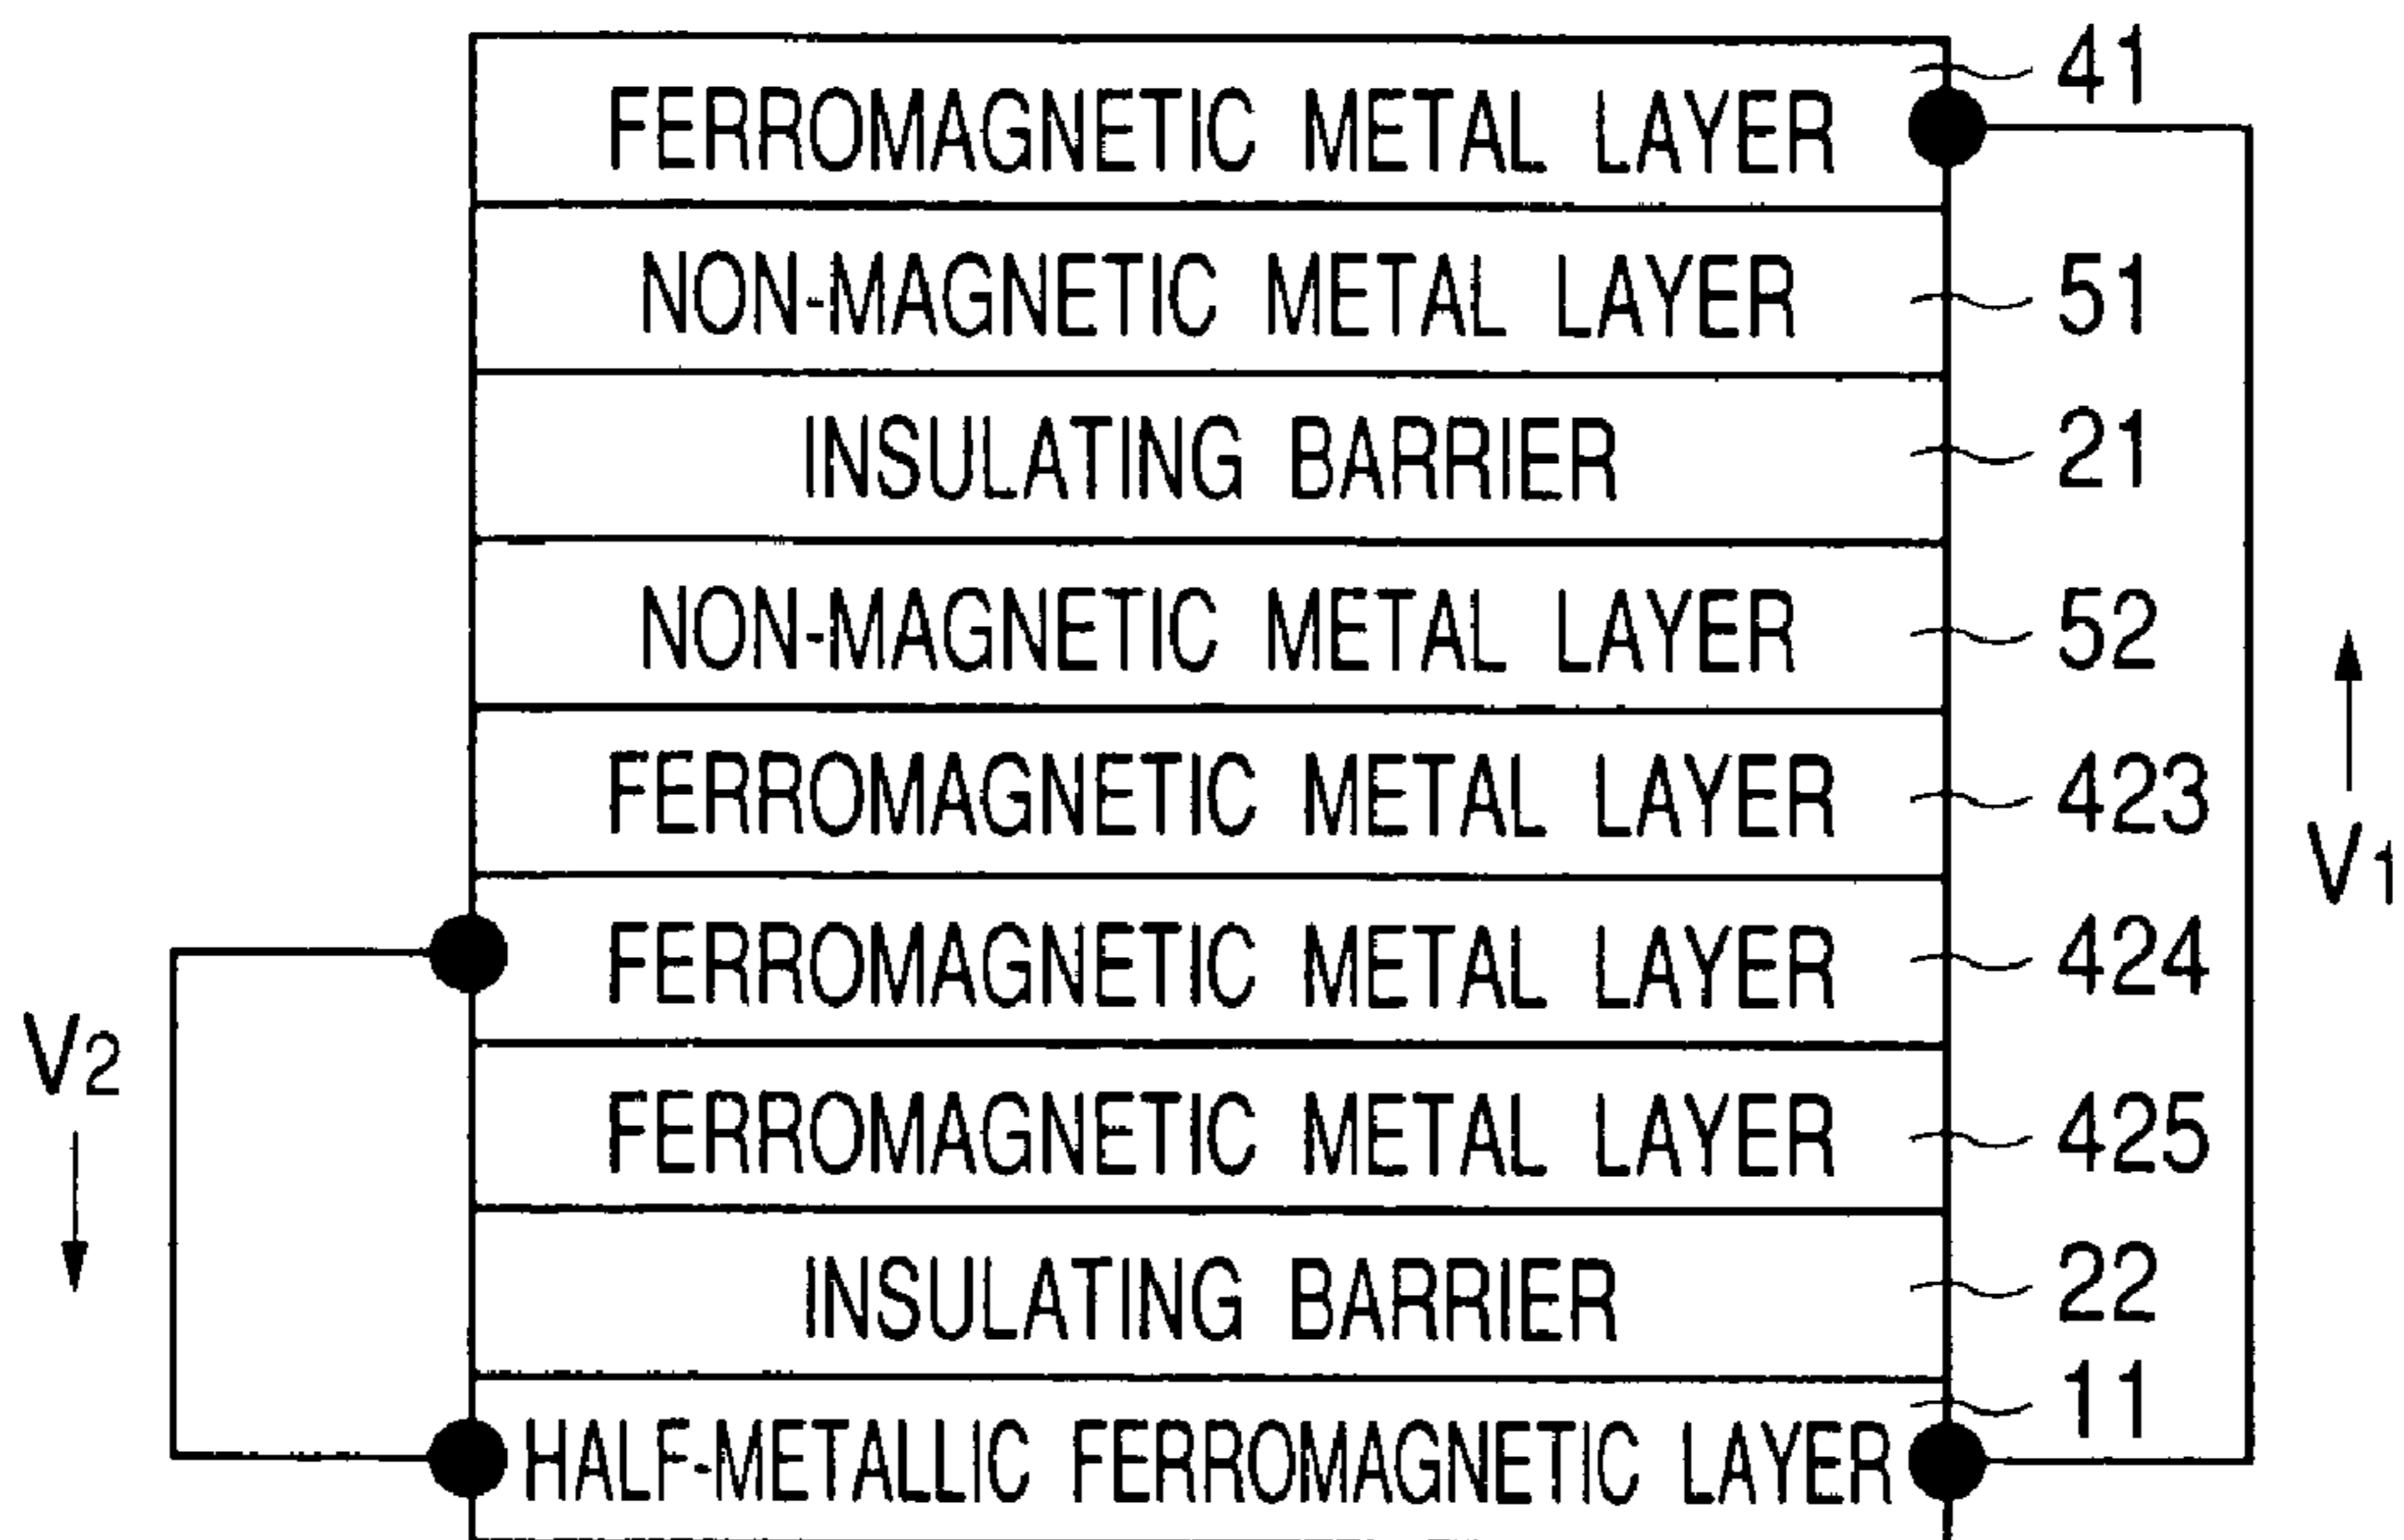 FERROMAGNETIC METAL LAYER 41
NON-MAGNETIC METAL LAYER 51
INSULATING BARRIER 21
NON-MAGNETIC METAL LAYER 52
FERROMAGNETIC METAL LAYER 423
V1
FERROMAGNETIC METAL LAYER 424
V2
FERROMAGNETIC METAL LAYER 425
INSULATING BARRIER 22
HALF-METALLIC FERROMAGNETIC LAYER 11